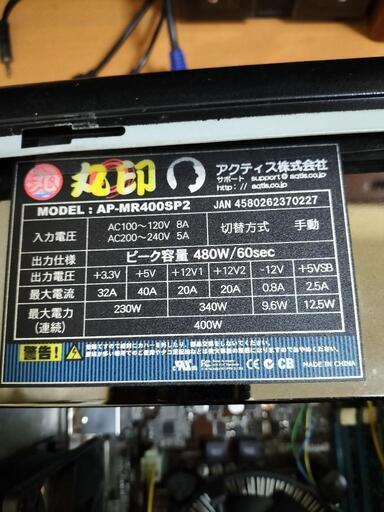 丸印
アクティス株式会社
サポート support@aqtis.co.jp
http://aqtis.co.jp
MODEL : AP-MR400SP2 JAN 4580262370227
入力電圧 AC100～120V 8A AC200～240V 5A 切替方式 手動
出力仕様 ピーク容量 480W/60sec
出力電圧 +3.3V +5V +12V1 +12V2 -12V +5VSB
最大電流 32A 40A 20A 20A 0.8A 2.5A
最大電力(連続) 230W 340W 9.6W 12.5W
400W
警告!
MADE IN CHINA